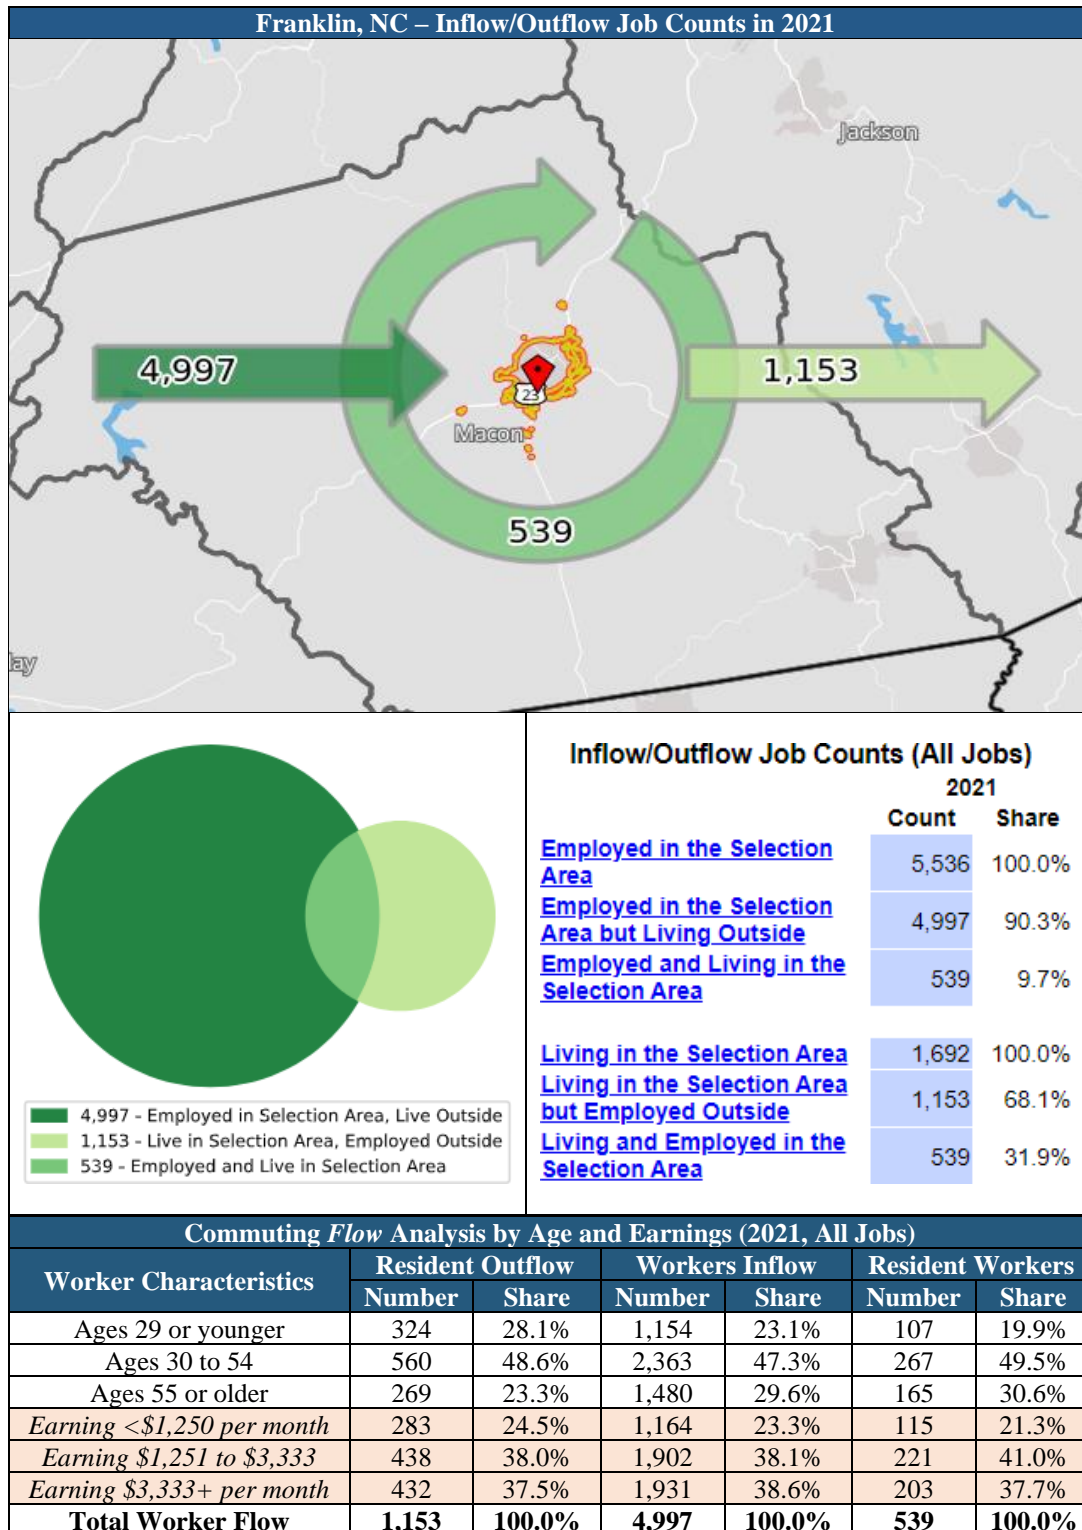 Franklin, NC – Inflow/Outflow Job Counts in 2021
Jackson
4,997
1,153
23
Macon
539
lay
Inflow/Outflow Job Counts (All Jobs)
2021
Count Share
Employed in the Selection
Area 5,536 100.0%
Employed in the Selection
Area but Living Outside 4,997 90.3%
Employed and Living in the
Selection Area 539 9.7%
Living in the Selection Area 1,692 100.0%
Living in the Selection Area
but Employed Outside 1,153 68.1%
Living and Employed in the
Selection Area 539 31.9%
4,997 - Employed in Selection Area, Live Outside
1,153 - Live in Selection Area, Employed Outside
539 - Employed and Live in Selection Area
Commuting Flow Analysis by Age and Earnings (2021, All Jobs)
Worker Characteristics Resident Outflow Workers Inflow Resident Workers
Number Share Number Share Number Share
Ages 29 or younger 324 28.1% 1,154 23.1% 107 19.9%
Ages 30 to 54 560 48.6% 2,363 47.3% 267 49.5%
Ages 55 or older 269 23.3% 1,480 29.6% 165 30.6%
Earning <$1,250 per month 283 24.5% 1,164 23.3% 115 21.3%
Earning $1,251 to $3,333 438 38.0% 1,902 38.1% 221 41.0%
Earning $3,333+ per month 432 37.5% 1,931 38.6% 203 37.7%
Total Worker Flow 1,153 100.0% 4,997 100.0% 539 100.0%